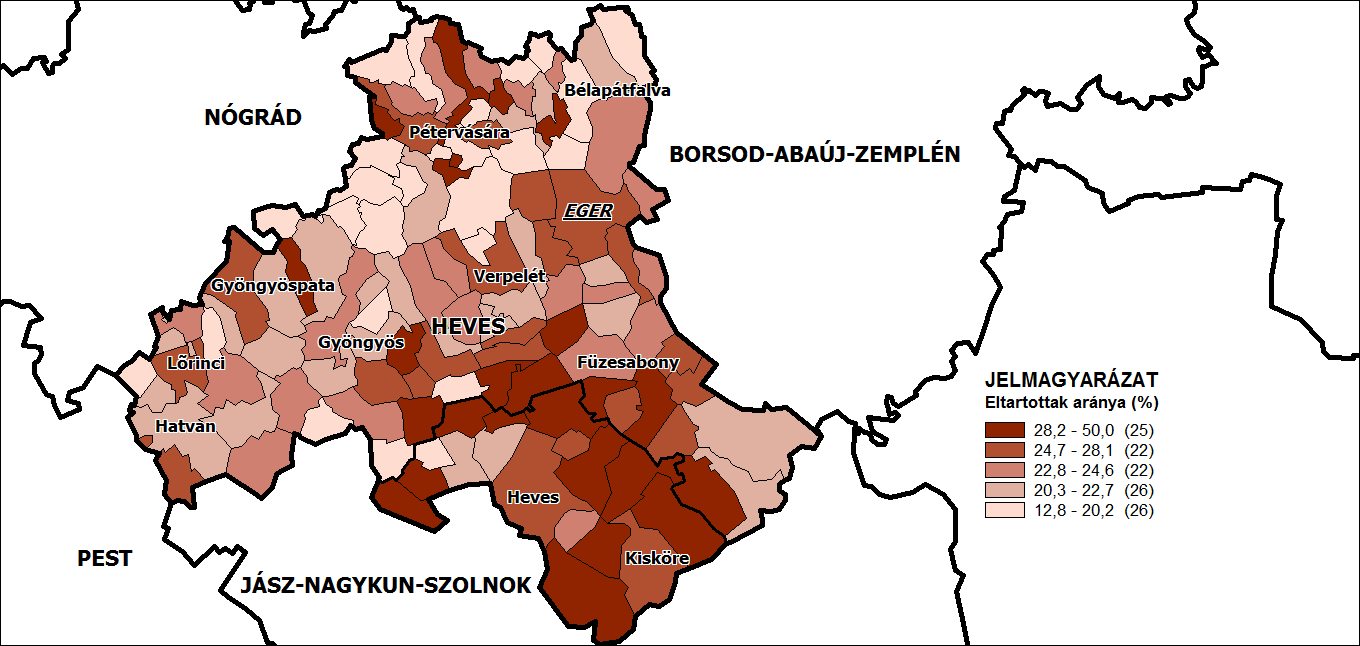 Bélapátfalva
NÓGRÁD
Pétervására
BORSOD-ABAÚJ-ZEMPLÉN
EGER
Verpelét
Gyöngyöspata
HEVES
Gyöngyös
Lőrinci
Füzesabony
JELMAGYARÁZAT
Eltartottak aránya (%)
28,2 - 50,0 (25)
24,7 - 28,1 (22)
22,8 - 24,6 (22)
20,3 - 22,7 (26)
12,8 - 20,2 (26)
Hatvan
Heves
Kisköre
PEST
JÁSZ-NAGYKUN-SZOLNOK